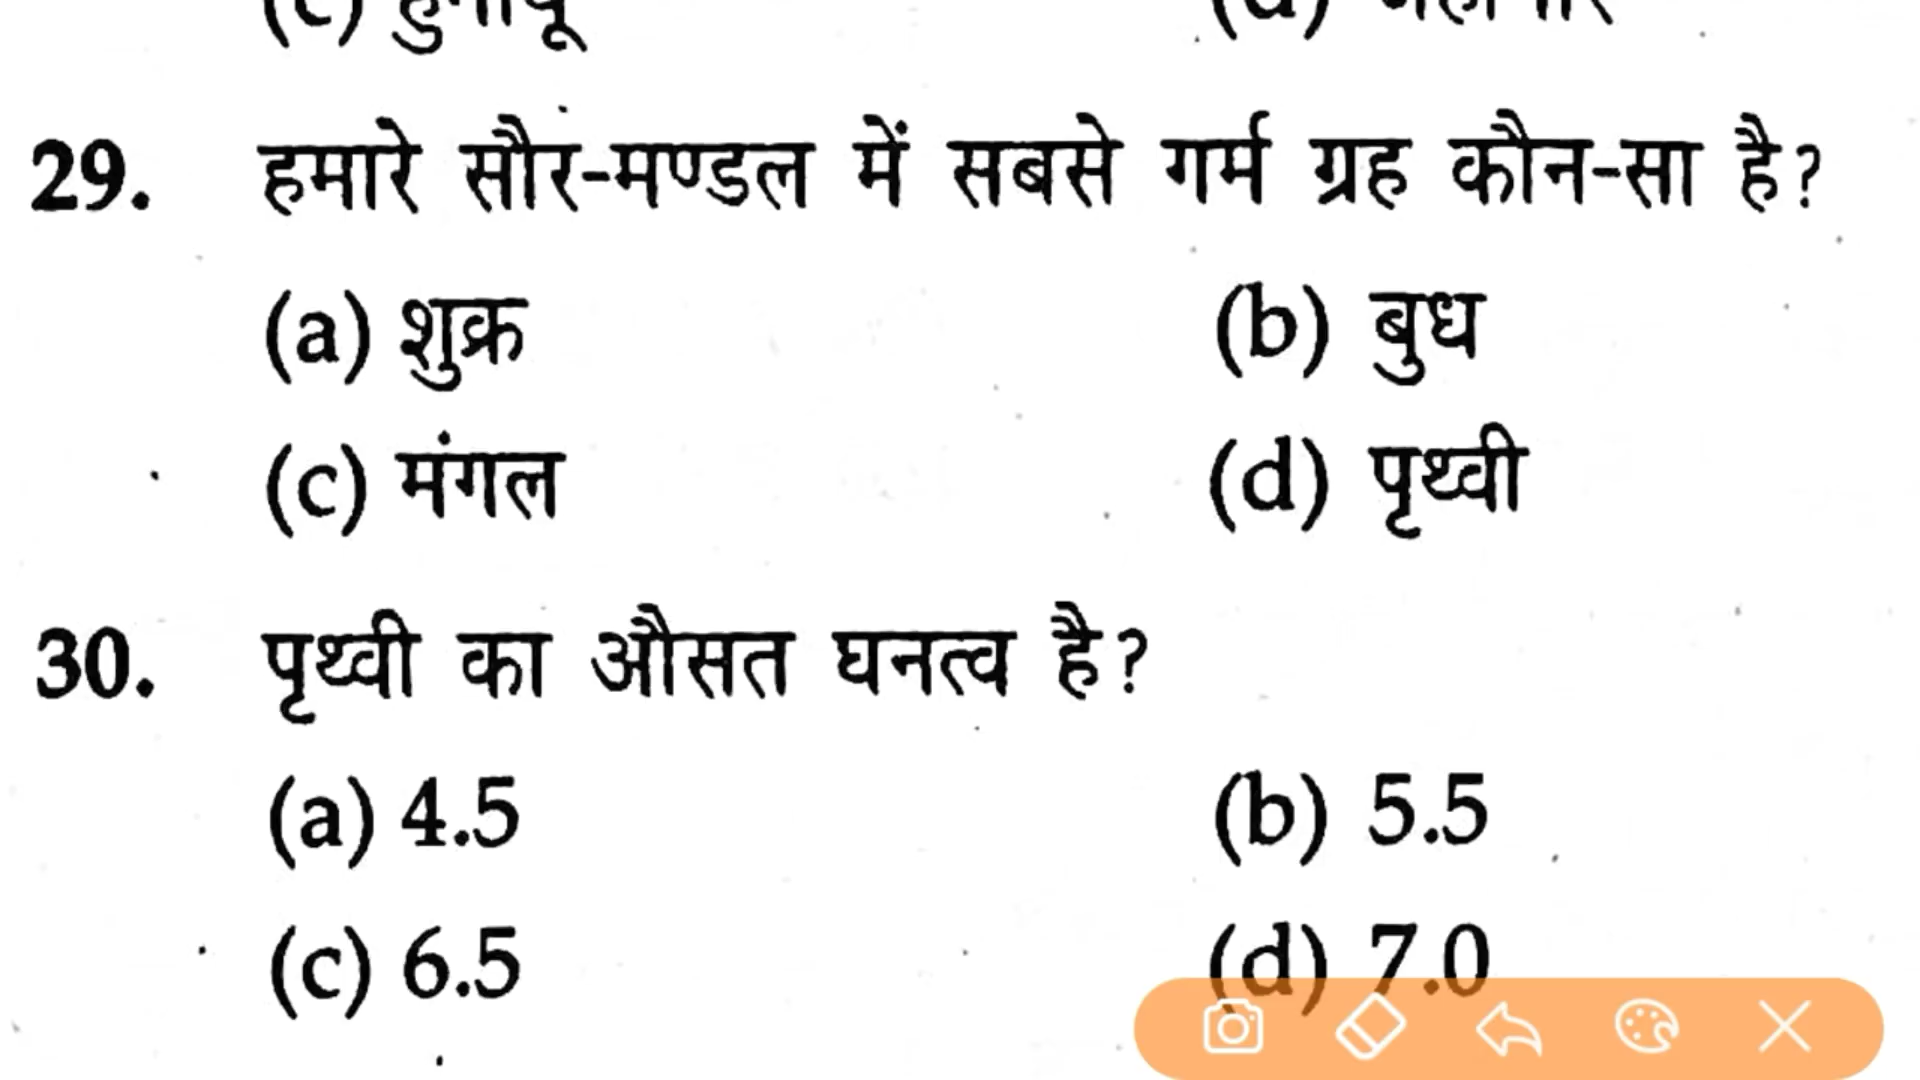 (c) हुमायूँ
29. हमारे सौर-मण्डल में सबसे गर्म ग्रह कौन-सा है?
(a) शुक्र (b) बुध
(c) मंगल (d) पृथ्वी
30. पृथ्वी का औसत घनत्व है?
(a) 4.5 (b) 5.5
(c) 6.5 (d) 7.0